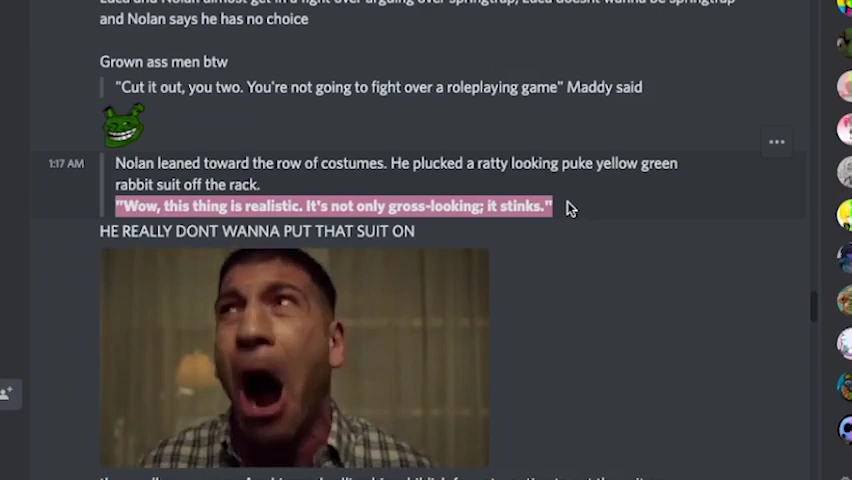 and Nolan says he has no choice
Grown ass men btw
"Cut it out, you two. You're not going to fight over a roleplaying game" Maddy said
1:17 AM
Nolan leaned toward the row of costumes. He plucked a ratty looking puke yellow green
rabbit suit off the rack.
"Wow, this thing is realistic. It's not only gross-looking; it stinks."
HE REALLY DONT WANNA PUT THAT SUIT ON